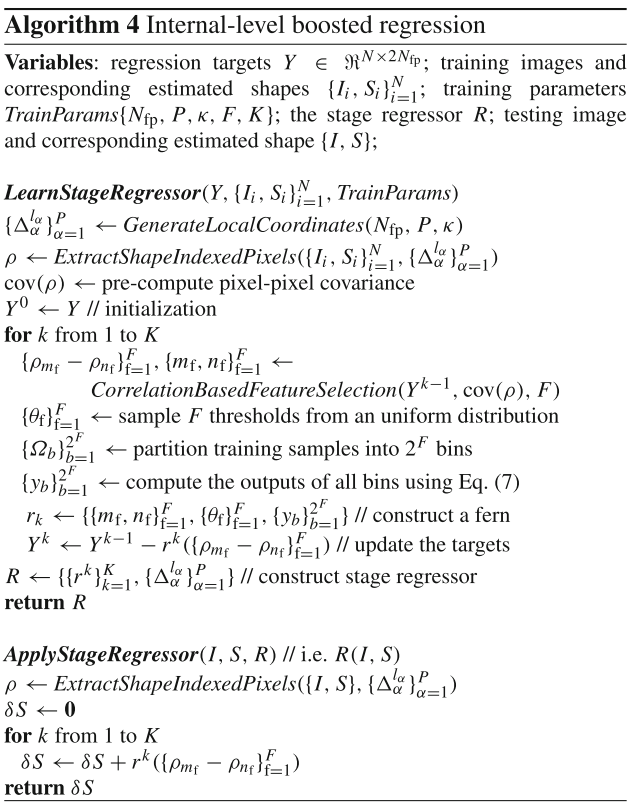 Algorithm 4 Internal-level boosted regression
Variables: regression targets Y ∈ ℜ^{N×2N_{fp}}; training images and
corresponding estimated shapes {I_i, S_i}_{i=1}^N; training parameters
TrainParams{N_{fp}, P, κ, F, K}; the stage regressor R; testing image
and corresponding estimated shape {I, S};
LearnStageRegressor(Y, {I_i, S_i}_{i=1}^N, TrainParams)
{Δ_α^{l_α}}_{α=1}^P ← GenerateLocalCoordinates(N_{fp}, P, κ)
ρ ← ExtractShapeIndexedPixels({I_i, S_i}_{i=1}^N, {Δ_α^{l_α}}_{α=1}^P)
cov(ρ) ← pre-compute pixel-pixel covariance
Y^0 ← Y // initialization
for k from 1 to K
{ρ_{m_f} − ρ_{n_f}}_{f=1}^F, {m_f, n_f}_{f=1}^F ←
CorrelationBasedFeatureSelection(Y^{k−1}, cov(ρ), F)
{θ_f}_{f=1}^F ← sample F thresholds from an uniform distribution
{Ω_b}_{b=1}^{2^F} ← partition training samples into 2^F bins
{y_b}_{b=1}^{2^F} ← compute the outputs of all bins using Eq. (7)
r_k ← {{m_f, n_f}_{f=1}^F, {θ_f}_{f=1}^F, {y_b}_{b=1}^{2^F}} // construct a fern
Y^k ← Y^{k−1} − r^k({ρ_{m_f} − ρ_{n_f}}_{f=1}^F) // update the targets
R ← {{r^k}_{k=1}^K, {Δ_α^{l_α}}_{α=1}^P} // construct stage regressor
return R
ApplyStageRegressor(I, S, R) // i.e. R(I, S)
ρ ← ExtractShapeIndexedPixels({I, S}, {Δ_α^{l_α}}_{α=1}^P)
δS ← 0
for k from 1 to K
δS ← δS + r^k({ρ_{m_f} − ρ_{n_f}}_{f=1}^F)
return δS